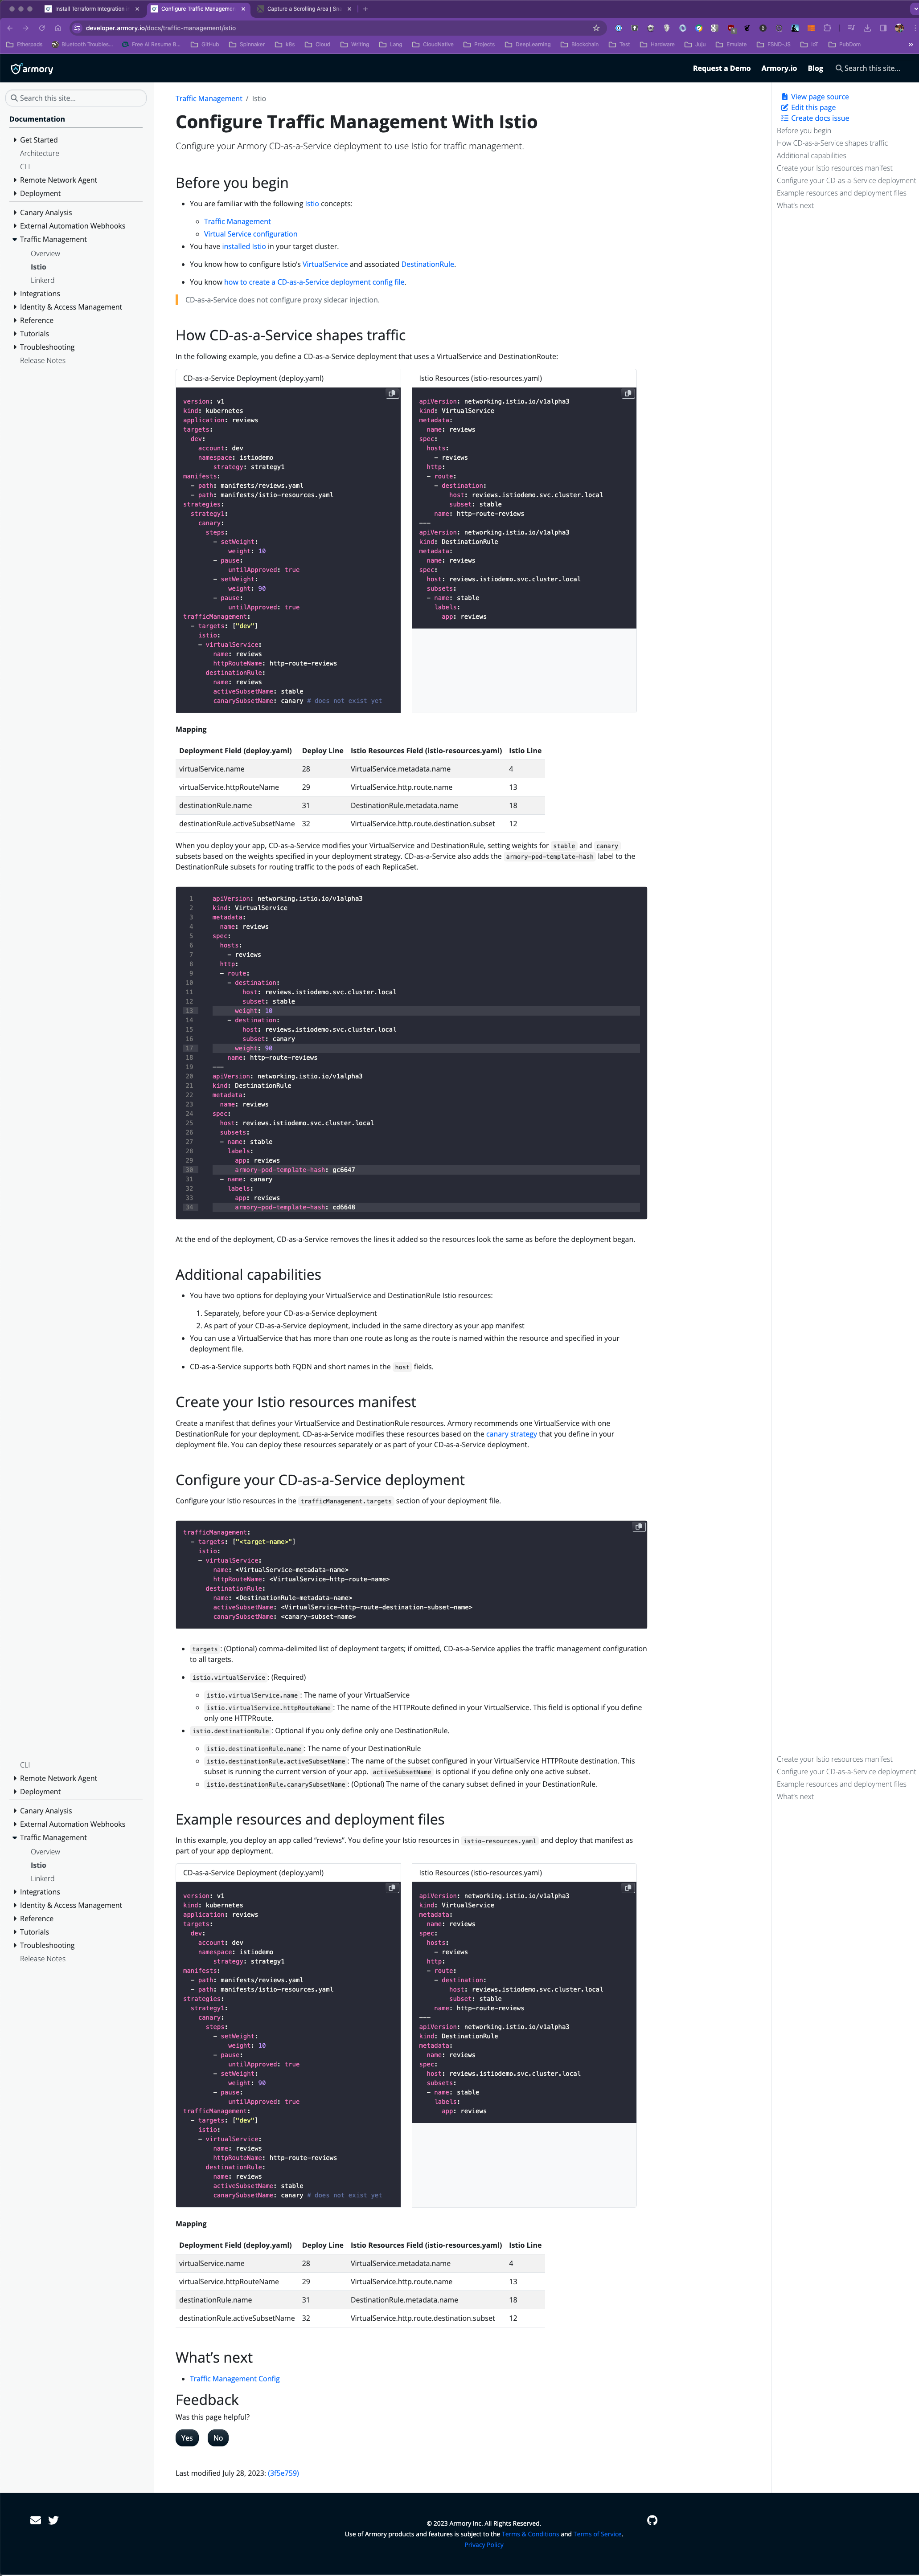 Install Terraform Integration
Configure Traffic Managemen
Capture a Scrolling Area | Sna
developer.armory.io/docs/traffic-management/istio
Etherpads
Bluetooth Troubles...
Free AI Resume B...
GitHub
Spinnaker
k8s
Cloud
Writing
Lang
CloudNative
Projects
DeepLearning
Blockchain
Test
Hardware
Juju
Emulate
FSND-JS
IoT
PubDom
armory
Request a Demo
Armory.io
Blog
Search this site...
Search this site...
Documentation
Get Started
Architecture
CLI
Remote Network Agent
Deployment
Canary Analysis
External Automation Webhooks
Traffic Management
Overview
Istio
Linkerd
Integrations
Identity & Access Management
Reference
Tutorials
Troubleshooting
Release Notes
View page source
Edit this page
Create docs issue
Before you begin
How CD-as-a-Service shapes traffic
Additional capabilities
Create your Istio resources manifest
Configure your CD-as-a-Service deployment
Example resources and deployment files
What's next
Traffic Management / Istio
Configure Traffic Management With Istio
Configure your Armory CD-as-a-Service deployment to use Istio for traffic management.
Before you begin
You are familiar with the following Istio concepts:
Traffic Management
Virtual Service configuration
You have installed Istio in your target cluster.
You know how to configure Istio's VirtualService and associated DestinationRule.
You know how to create a CD-as-a-Service deployment config file.
CD-as-a-Service does not configure proxy sidecar injection.
How CD-as-a-Service shapes traffic
In the following example, you define a CD-as-a-Service deployment that uses a VirtualService and DestinationRoute:
CD-as-a-Service Deployment (deploy.yaml)
version: v1
kind: kubernetes
application: reviews
targets:
dev:
account: dev
namespace: istiodemo
strategy: strategy1
manifests:
- path: manifests/reviews.yaml
- path: manifests/istio-resources.yaml
strategies:
strategy1:
canary:
steps:
- setWeight:
weight: 10
- pause:
untilApproved: true
- setWeight:
weight: 90
- pause:
untilApproved: true
trafficManagement:
- targets: ["dev"]
istio:
- virtualService:
name: reviews
httpRouteName: http-route-reviews
destinationRule:
name: reviews
activeSubsetName: stable
canarySubsetName: canary # does not exist yet
Istio Resources (istio-resources.yaml)
apiVersion: networking.istio.io/v1alpha3
kind: VirtualService
metadata:
name: reviews
spec:
hosts:
- reviews
http:
- route:
- destination:
host: reviews.istiodemo.svc.cluster.local
subset: stable
name: http-route-reviews
---
apiVersion: networking.istio.io/v1alpha3
kind: DestinationRule
metadata:
name: reviews
spec:
host: reviews.istiodemo.svc.cluster.local
subsets:
- name: stable
labels:
app: reviews
Mapping
Deployment Field (deploy.yaml) Deploy Line Istio Resources Field (istio-resources.yaml) Istio Line
virtualService.name 28 VirtualService.metadata.name 4
virtualService.httpRouteName 29 VirtualService.http.route.name 13
destinationRule.name 31 DestinationRule.metadata.name 18
destinationRule.activeSubsetName 32 VirtualService.http.route.destination.subset 12
When you deploy your app, CD-as-a-Service modifies your VirtualService and DestinationRule, setting weights for stable and canary
subsets based on the weights specified in your deployment strategy. CD-as-a-Service also adds the armory-pod-template-hash label to the
DestinationRule subsets for routing traffic to the pods of each ReplicaSet.
1 apiVersion: networking.istio.io/v1alpha3
2 kind: VirtualService
3 metadata:
4 name: reviews
5 spec:
6 hosts:
7 - reviews
8 http:
9 - route:
10 - destination:
11 host: reviews.istiodemo.svc.cluster.local
12 subset: stable
13 weight: 10
14 - destination:
15 host: reviews.istiodemo.svc.cluster.local
16 subset: canary
17 weight: 90
18 name: http-route-reviews
19 ---
20 apiVersion: networking.istio.io/v1alpha3
21 kind: DestinationRule
22 metadata:
23 name: reviews
24 spec:
25 host: reviews.istiodemo.svc.cluster.local
26 subsets:
27 - name: stable
28 labels:
29 app: reviews
30 armory-pod-template-hash: gc6647
31 - name: canary
32 labels:
33 app: reviews
34 armory-pod-template-hash: cd6648
At the end of the deployment, CD-as-a-Service removes the lines it added so the resources look the same as before the deployment began.
Additional capabilities
You have two options for deploying your VirtualService and DestinationRule Istio resources:
1. Separately, before your CD-as-a-Service deployment
2. As part of your CD-as-a-Service deployment, included in the same directory as your app manifest
You can use a VirtualService that has more than one route as long as the route is named within the resource and specified in your
deployment file.
CD-as-a-Service supports both FQDN and short names in the host fields.
Create your Istio resources manifest
Create a manifest that defines your VirtualService and DestinationRule resources. Armory recommends one VirtualService with one
DestinationRule for your deployment. CD-as-a-Service modifies these resources based on the canary strategy that you define in your
deployment file. You can deploy these resources separately or as part of your CD-as-a-Service deployment.
Configure your CD-as-a-Service deployment
Configure your Istio resources in the trafficManagement.targets section of your deployment file.
trafficManagement:
- targets: ["<target-name>"]
istio:
- virtualService:
name: <VirtualService-metadata-name>
httpRouteName: <VirtualService-http-route-name>
destinationRule:
name: <DestinationRule-metadata-name>
activeSubsetName: <VirtualService-http-route-destination-subset-name>
canarySubsetName: <canary-subset-name>
targets : (Optional) comma-delimited list of deployment targets; if omitted, CD-as-a-Service applies the traffic management configuration
to all targets.
istio.virtualService : (Required)
istio.virtualService.name : The name of your VirtualService
istio.virtualService.httpRouteName : The name of the HTTPRoute defined in your VirtualService. This field is optional if you define
only one HTTPRoute.
istio.destinationRule : Optional if you only define only one DestinationRule.
istio.destinationRule.name : The name of your DestinationRule
istio.destinationRule.activeSubsetName : The name of the subset configured in your VirtualService HTTPRoute destination. This
subset is running the current version of your app. activeSubsetName is optional if you define only one active subset.
istio.destinationRule.canarySubsetName : (Optional) The name of the canary subset defined in your DestinationRule.
CLI
Remote Network Agent
Deployment
Canary Analysis
External Automation Webhooks
Traffic Management
Overview
Istio
Linkerd
Integrations
Identity & Access Management
Reference
Tutorials
Troubleshooting
Release Notes
Create your Istio resources manifest
Configure your CD-as-a-Service deployment
Example resources and deployment files
What's next
Example resources and deployment files
In this example, you deploy an app called “reviews”. You define your Istio resources in istio-resources.yaml and deploy that manifest as
part of your app deployment.
CD-as-a-Service Deployment (deploy.yaml)
version: v1
kind: kubernetes
application: reviews
targets:
dev:
account: dev
namespace: istiodemo
strategy: strategy1
manifests:
- path: manifests/reviews.yaml
- path: manifests/istio-resources.yaml
strategies:
strategy1:
canary:
steps:
- setWeight:
weight: 10
- pause:
untilApproved: true
- setWeight:
weight: 90
- pause:
untilApproved: true
trafficManagement:
- targets: ["dev"]
istio:
- virtualService:
name: reviews
httpRouteName: http-route-reviews
destinationRule:
name: reviews
activeSubsetName: stable
canarySubsetName: canary # does not exist yet
Istio Resources (istio-resources.yaml)
apiVersion: networking.istio.io/v1alpha3
kind: VirtualService
metadata:
name: reviews
spec:
hosts:
- reviews
http:
- route:
- destination:
host: reviews.istiodemo.svc.cluster.local
subset: stable
name: http-route-reviews
---
apiVersion: networking.istio.io/v1alpha3
kind: DestinationRule
metadata:
name: reviews
spec:
host: reviews.istiodemo.svc.cluster.local
subsets:
- name: stable
labels:
app: reviews
Mapping
Deployment Field (deploy.yaml) Deploy Line Istio Resources Field (istio-resources.yaml) Istio Line
virtualService.name 28 VirtualService.metadata.name 4
virtualService.httpRouteName 29 VirtualService.http.route.name 13
destinationRule.name 31 DestinationRule.metadata.name 18
destinationRule.activeSubsetName 32 VirtualService.http.route.destination.subset 12
What's next
Traffic Management Config
Feedback
Was this page helpful?
Yes
No
Last modified July 28, 2023: (3f5e759)
© 2023 Armory Inc. All Rights Reserved.
Use of Armory products and features is subject to the Terms & Conditions and Terms of Service.
Privacy Policy